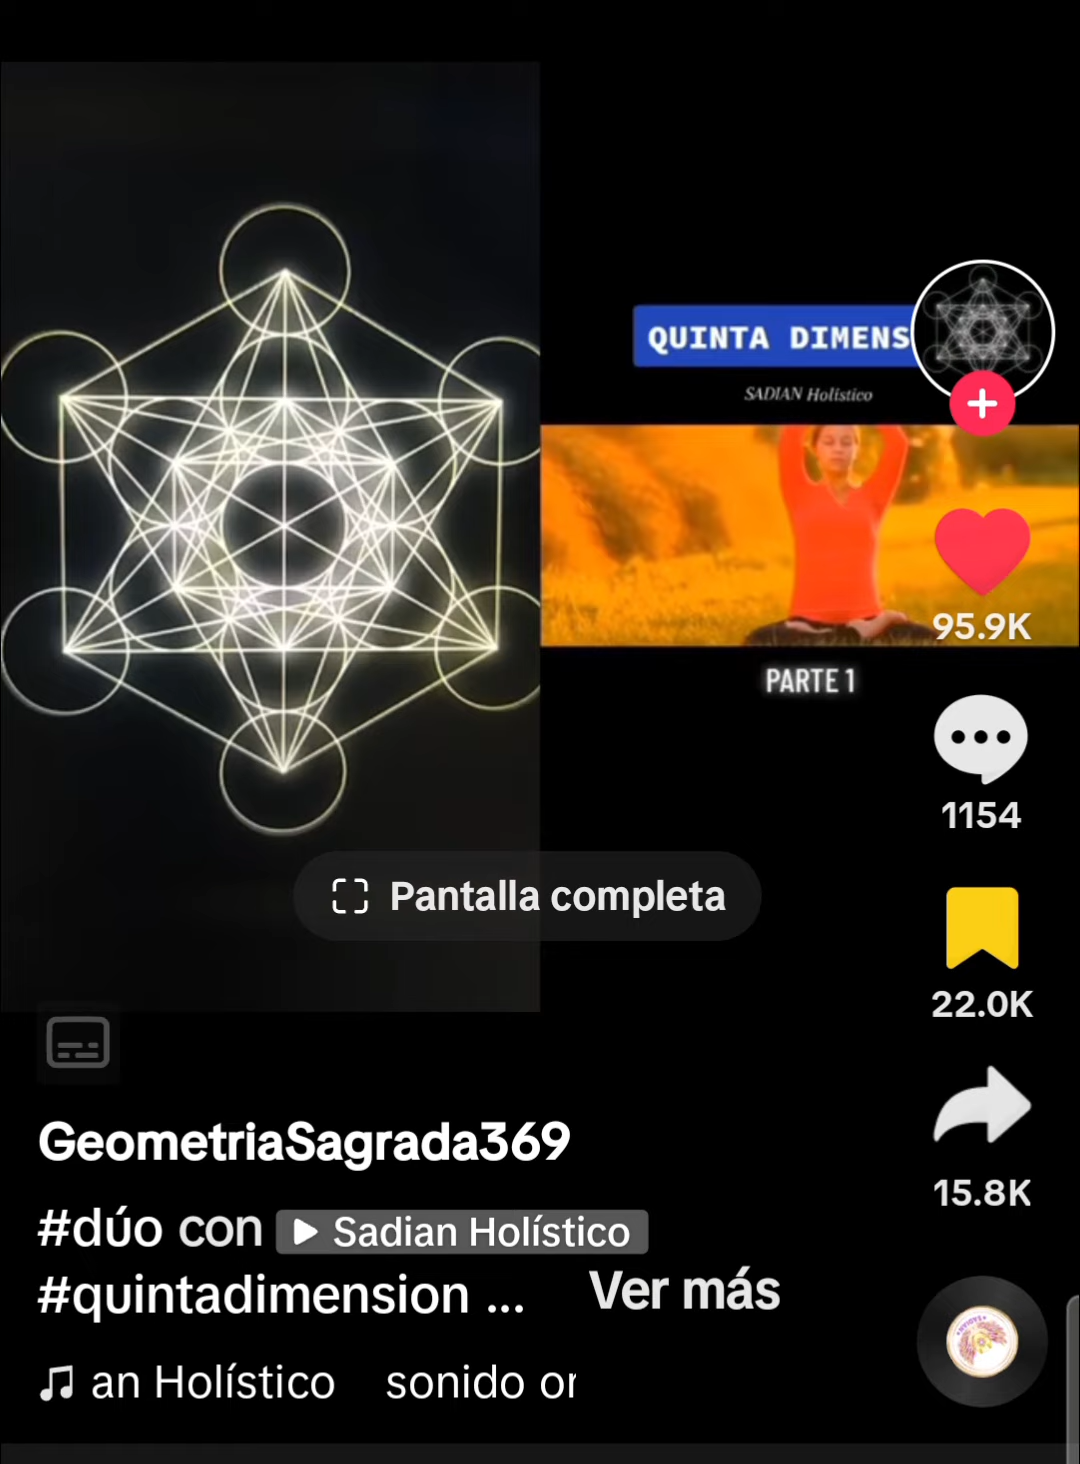 QUINTA DIMENS
SADIAN Holístico
PARTE 1
95.9K
1154
Pantalla completa
22.0K
15.8K
GeometriaSagrada369
#dúo con Sadian Holístico
#quintadimension ... Ver más
an Holístico sonido or